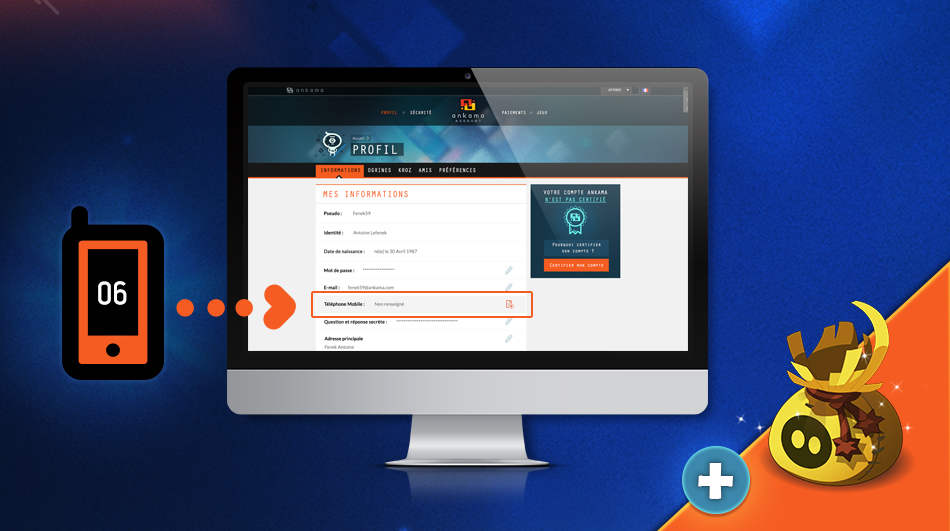 ankama
PROFIL
SÉCURITÉ
ankama
ACCOUNT
PAIEMENTS
JEUX
Accueil
PROFIL
INFORMATIONS OGRINES KROZ AMIS PRÉFÉRENCES
MES INFORMATIONS
Pseudo : Fenek59
Identité : Antoine Lefenek
Date de naissance : né(e) le 30 Avril 1987
Mot de passe : ****************
E-mail : fenek59@ankama.com
Téléphone Mobile : Non renseigné
Question et réponse secrète : ******************************
Adresse principale
Fenek Antoine
VOTRE COMPTE ANKAMA
N'EST PAS CERTIFIÉ
POURQUOI CERTIFIER
SON COMPTE ?
CERTIFIER MON COMPTE
06